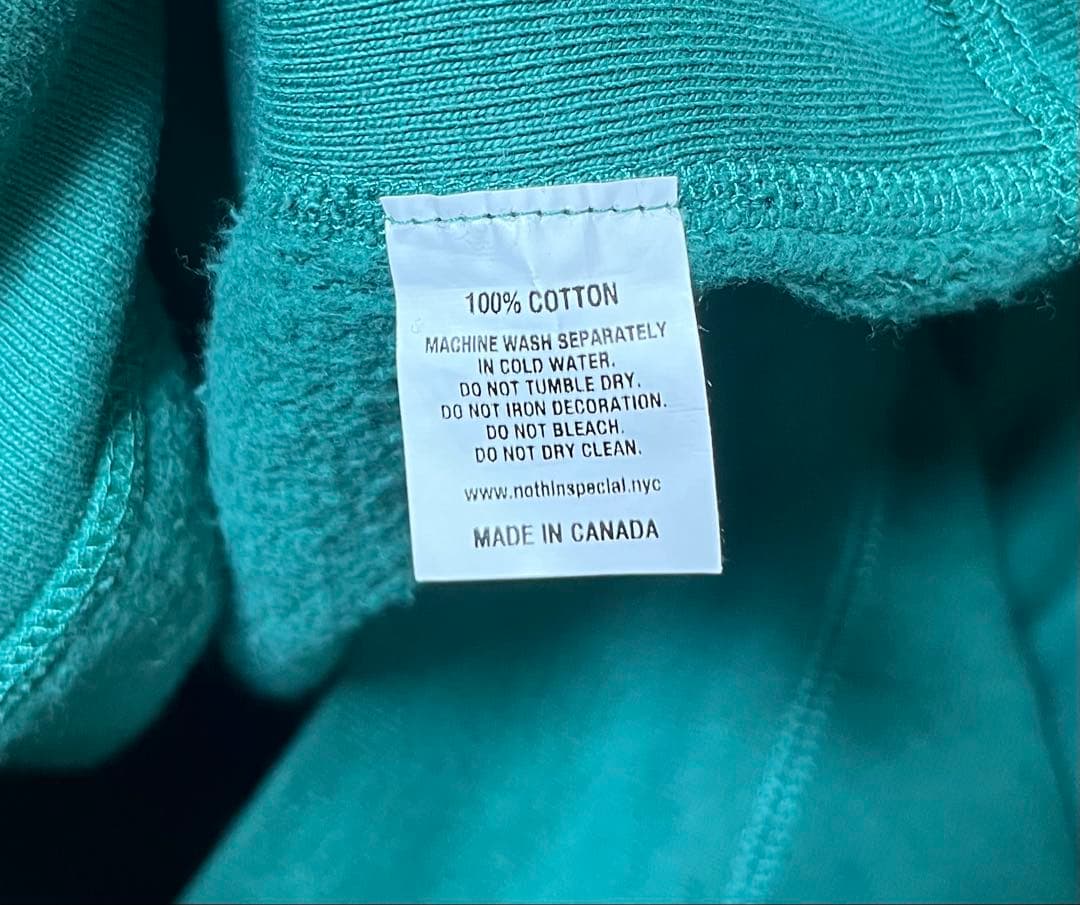 100% COTTON
MACHINE WASH SEPARATELY
IN COLD WATER.
DO NOT TUMBLE DRY.
DO NOT IRON DECORATION.
DO NOT BLEACH.
DO NOT DRY CLEAN.
www.nothinspecial.nyc
MADE IN CANADA